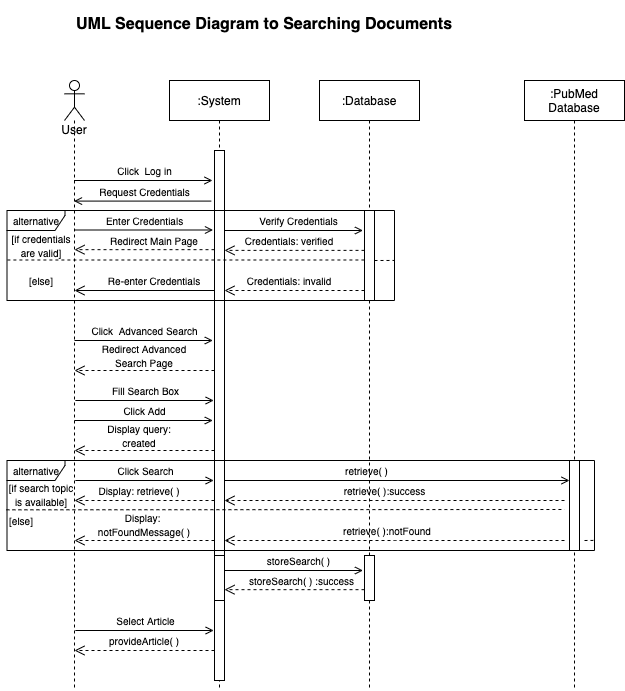 UML Sequence Diagram to Searching Documents
:System
:Database
:PubMed
Database
User
Click Log in
Request Credentials
alternative
Enter Credentials
Verify Credentials
[if credentials
are valid]
Redirect Main Page
Credentials: verified
[else]
Re-enter Credentials
Credentials: invalid
Click Advanced Search
Redirect Advanced
Search Page
Fill Search Box
Click Add
Display query:
created
alternative
Click Search
retrieve( )
[if search topic
is available]
Display: retrieve( )
retrieve( ):success
[else]
Display:
notFoundMessage( )
retrieve( ):notFound
storeSearch( )
storeSearch( ) :success
Select Article
provideArticle( )